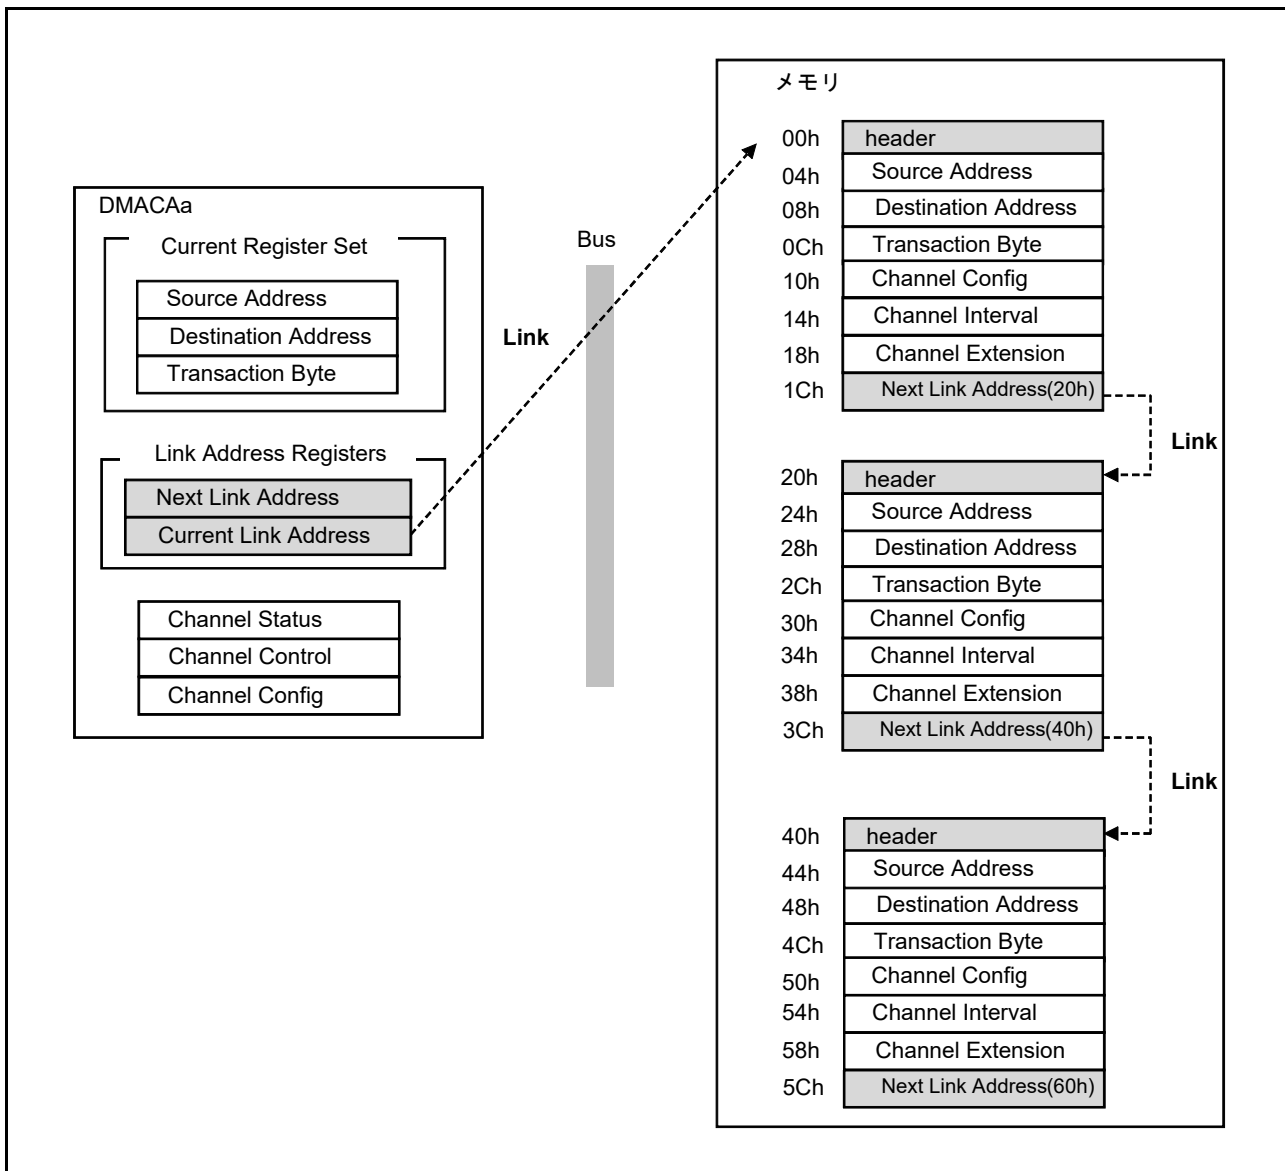 DMACAa
Current Register Set
Source Address
Destination Address
Transaction Byte
Link Address Registers
Next Link Address
Current Link Address
Channel Status
Channel Control
Channel Config
Bus
Link
メモリ
00h header
04h Source Address
08h Destination Address
0Ch Transaction Byte
10h Channel Config
14h Channel Interval
18h Channel Extension
1Ch Next Link Address(20h)
Link
20h header
24h Source Address
28h Destination Address
2Ch Transaction Byte
30h Channel Config
34h Channel Interval
38h Channel Extension
3Ch Next Link Address(40h)
Link
40h header
44h Source Address
48h Destination Address
4Ch Transaction Byte
50h Channel Config
54h Channel Interval
58h Channel Extension
5Ch Next Link Address(60h)